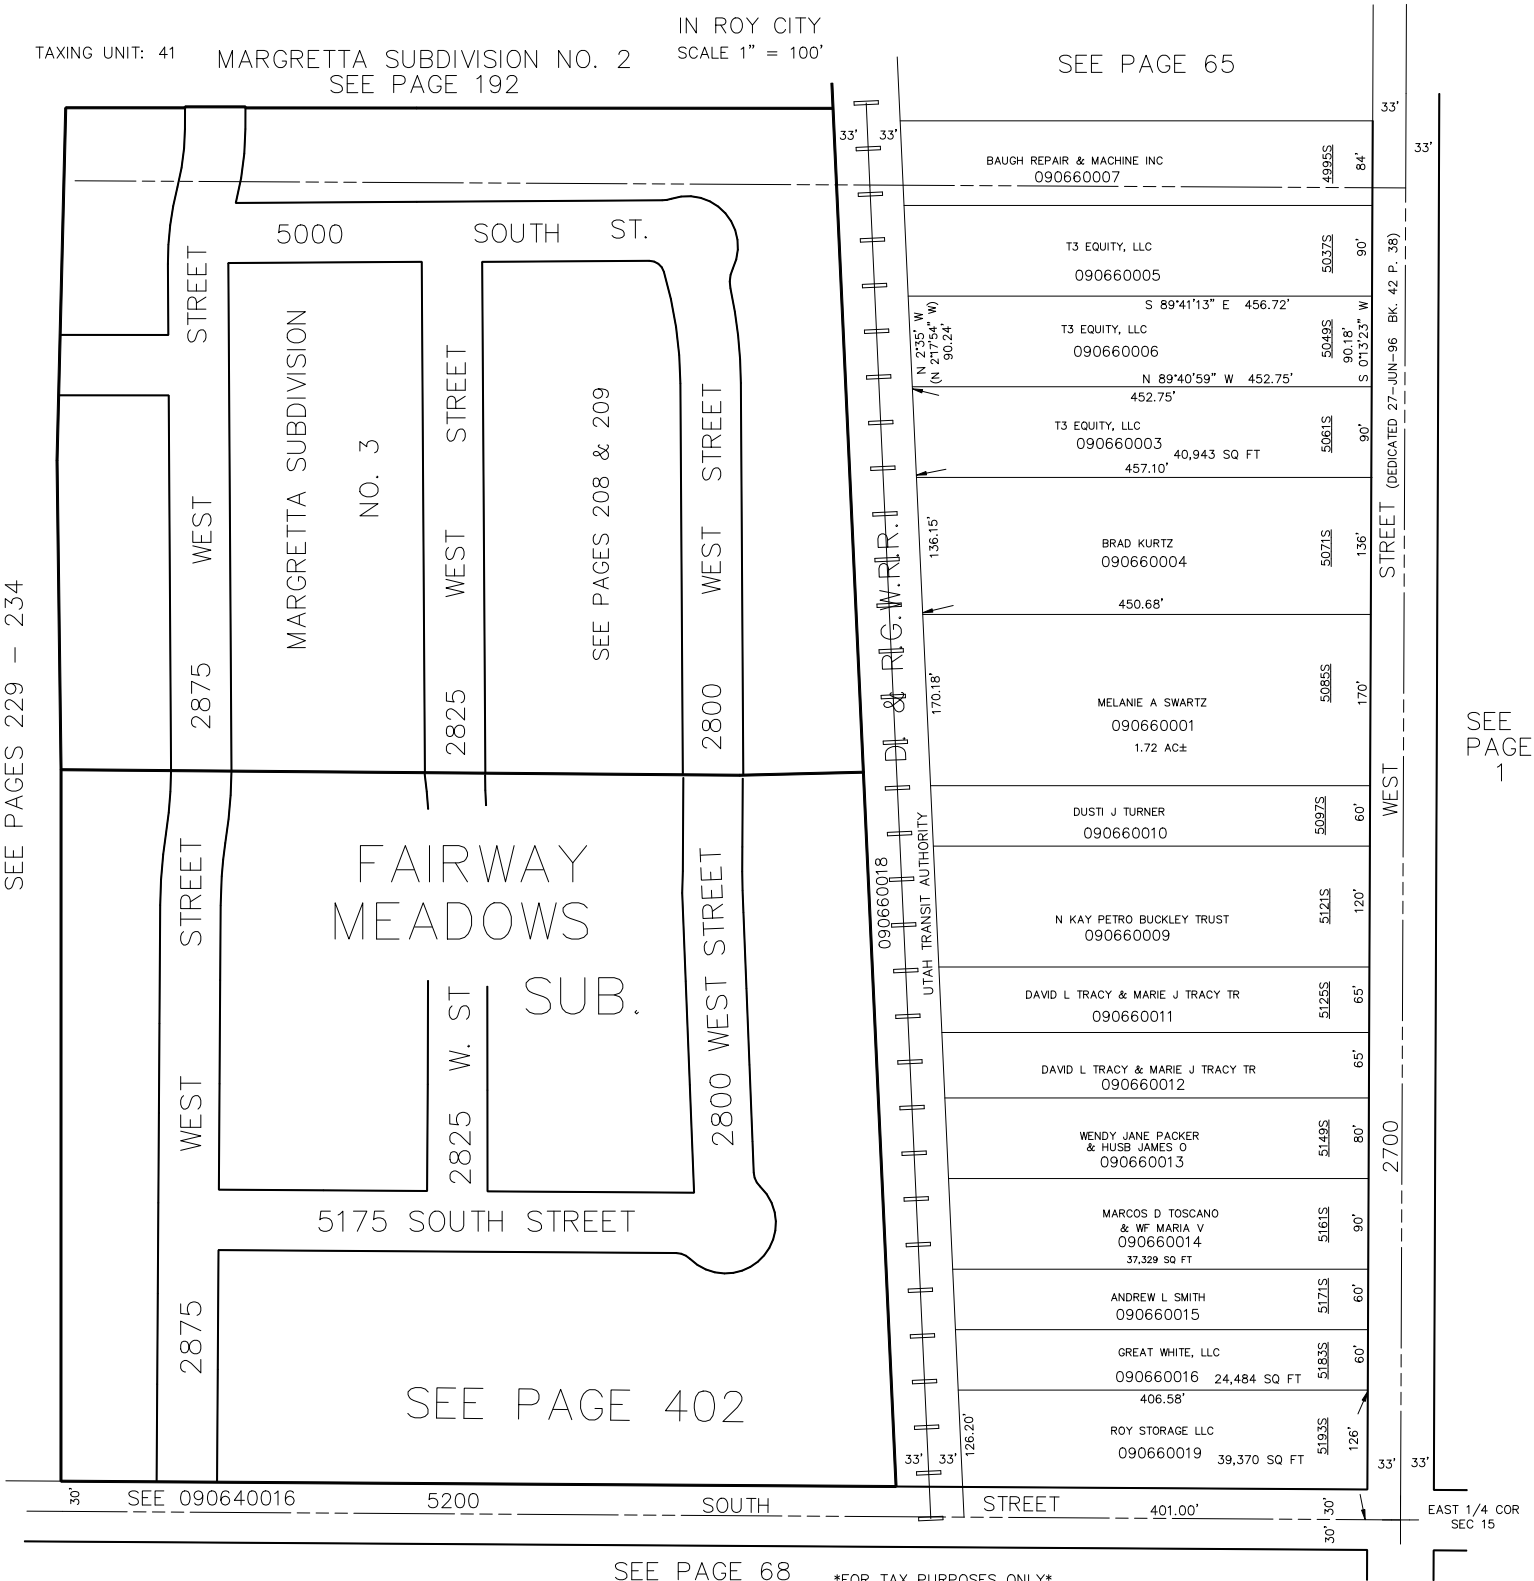 IN ROY CITY
TAXING UNIT: 41
MARGRETTA SUBDIVISION NO. 2
SCALE 1" = 100'
SEE PAGE 192
SEE PAGE 65
33'
33'
33'
33'
BAUGH REPAIR & MACHINE INC
090660007
4995S
84'
5000 SOUTH ST.
T3 EQUITY, LLC
090660005
5037S
90'
S 89°41'13" E 456.72'
T3 EQUITY, LLC
090660006
N 2°35' W
(N 2°17'54" W)
90.24'
5049S
90.18'
S 0°13'23" W
N 89°40'59" W 452.75'
452.75'
T3 EQUITY, LLC
090660003
40,943 SQ FT
5061S
90'
457.10'
(DEDICATED 27-JUN-96 BK. 42 P. 38)
MARGRETTA SUBDIVISION
NO. 3
SEE PAGES 208 & 209
2875 WEST STREET
2825 WEST STREET
2800 WEST STREET
SEE PAGES 229 - 234
136.15'
BRAD KURTZ
090660004
5071S
136'
450.68'
D. & R.G.W.R.R.
170.18'
MELANIE A SWARTZ
090660001
1.72 AC±
5085S
170'
SEE
PAGE
1
2700 WEST STREET
DUSTI J TURNER
090660010
5097S
60'
FAIRWAY
MEADOWS
SUB.
090660018
UTAH TRANSIT AUTHORITY
N KAY PETRO BUCKLEY TRUST
090660009
5121S
120'
DAVID L TRACY & MARIE J TRACY TR
090660011
5125S
65'
DAVID L TRACY & MARIE J TRACY TR
090660012
65'
2875 WEST STREET
2825 W. ST
2800 WEST STREET
WENDY JANE PACKER
& HUSB JAMES O
090660013
5149S
80'
5175 SOUTH STREET
MARCOS D TOSCANO
& WF MARIA V
090660014
37,329 SQ FT
5161S
90'
ANDREW L SMITH
090660015
5171S
60'
GREAT WHITE, LLC
090660016
24,484 SQ FT
5183S
60'
406.58'
SEE PAGE 402
126.20'
ROY STORAGE LLC
090660019
39,370 SQ FT
5193S
126'
33'
33'
33'
33'
30'
SEE 090640016
5200 SOUTH STREET
401.00'
30'
30'
EAST 1/4 COR
SEC 15
SEE PAGE 68
*FOR TAX PURPOSES ONLY*